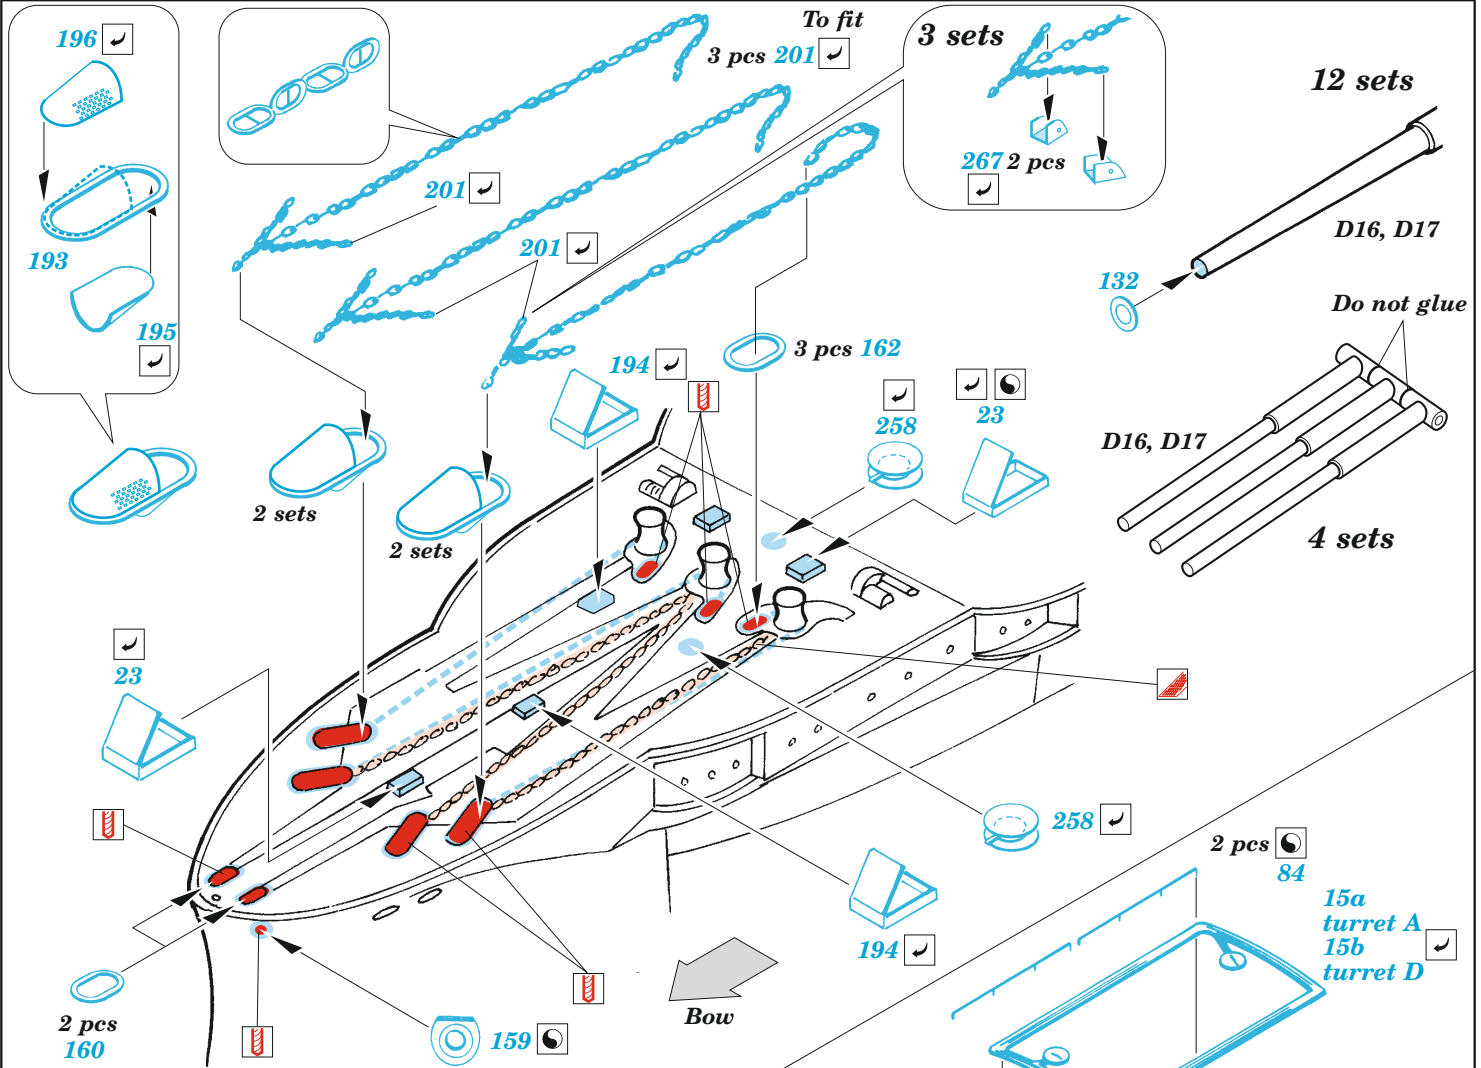 196
193
195
To fit
3 pcs 201
3 sets
267 2 pcs
12 sets
D16, D17
132
Do not glue
D16, D17
4 sets
201
201
194
3 pcs 162
258
23
2 sets
2 sets
23
258
194
2 pcs
84
15a
turret A
15b
turret D
Bow
159
2 pcs
160